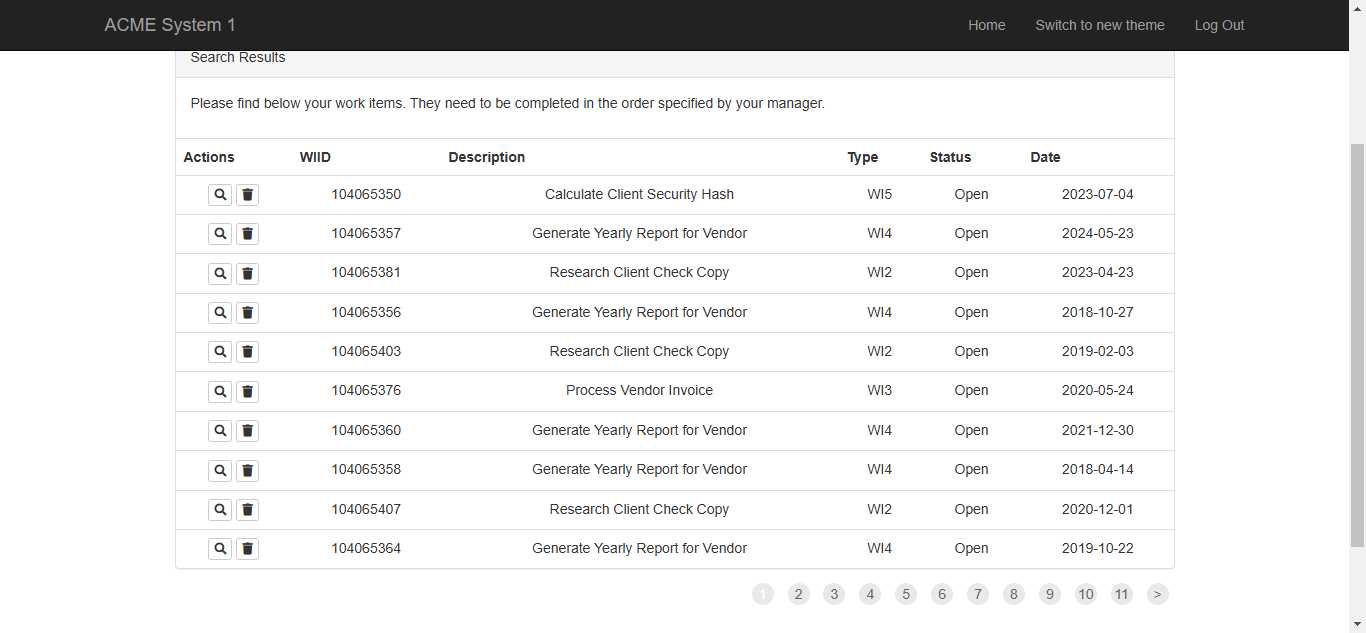 ACME System 1 Home Switch to new theme Log Out
Search Results
Please find below your work items. They need to be completed in the order specified by your manager.
Actions WIID Description Type Status Date
104065350 Calculate Client Security Hash WI5 Open 2023-07-04
104065357 Generate Yearly Report for Vendor WI4 Open 2024-05-23
104065381 Research Client Check Copy WI2 Open 2023-04-23
104065356 Generate Yearly Report for Vendor WI4 Open 2018-10-27
104065403 Research Client Check Copy WI2 Open 2019-02-03
104065376 Process Vendor Invoice WI3 Open 2020-05-24
104065360 Generate Yearly Report for Vendor WI4 Open 2021-12-30
104065358 Generate Yearly Report for Vendor WI4 Open 2018-04-14
104065407 Research Client Check Copy WI2 Open 2020-12-01
104065364 Generate Yearly Report for Vendor WI4 Open 2019-10-22
1 2 3 4 5 6 7 8 9 10 11 >